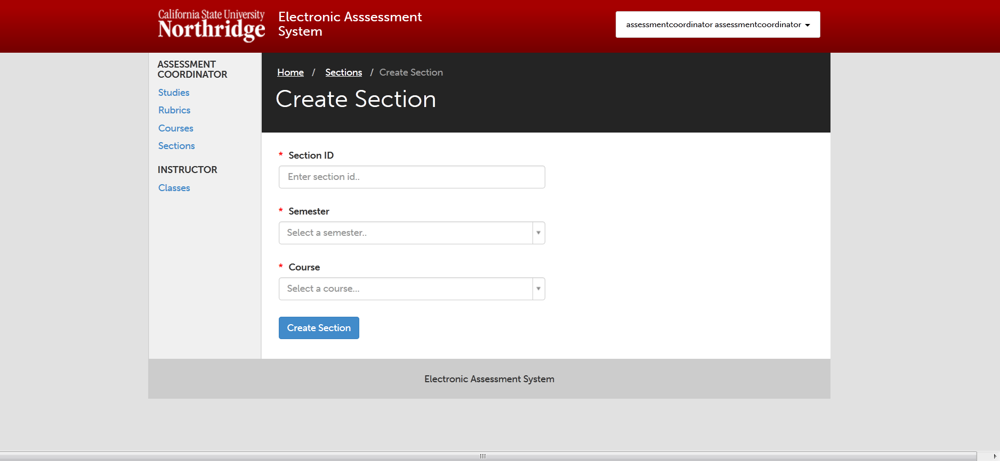 California State University
Northridge
Electronic Asssessment
System
assessmentcoordinator assessmentcoordinator
ASSESSMENT
COORDINATOR
Studies
Rubrics
Courses
Sections
INSTRUCTOR
Classes
Home / Sections / Create Section
Create Section
* Section ID
Enter section id..
* Semester
Select a semester..
* Course
Select a course...
Create Section
Electronic Assessment System